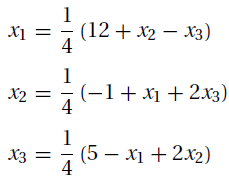 x₁ = 1/4 (12 + x₂ − x₃)
x₂ = 1/4 (−1 + x₁ + 2x₃)
x₃ = 1/4 (5 − x₁ + 2x₂)